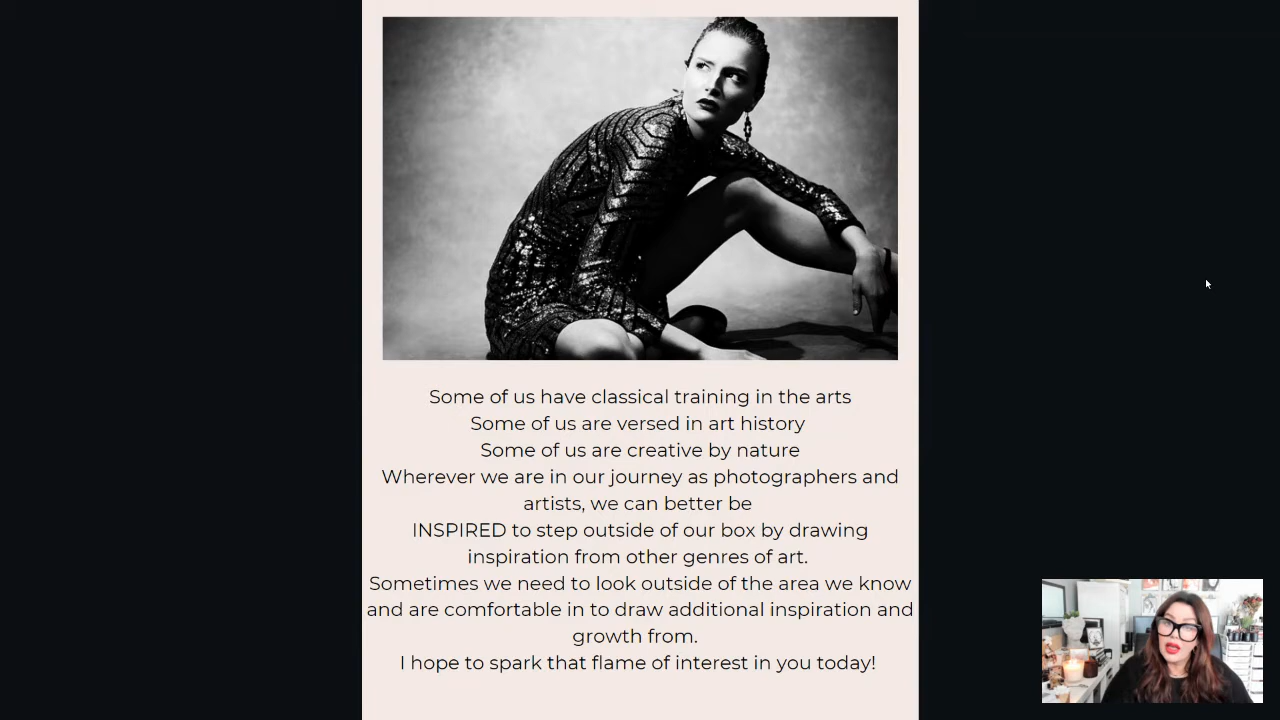 Some of us have classical training in the arts
Some of us are versed in art history
Some of us are creative by nature
Wherever we are in our journey as photographers and
artists, we can better be
INSPIRED to step outside of our box by drawing
inspiration from other genres of art.
Sometimes we need to look outside of the area we know
and are comfortable in to draw additional inspiration and
growth from.
I hope to spark that flame of interest in you today!